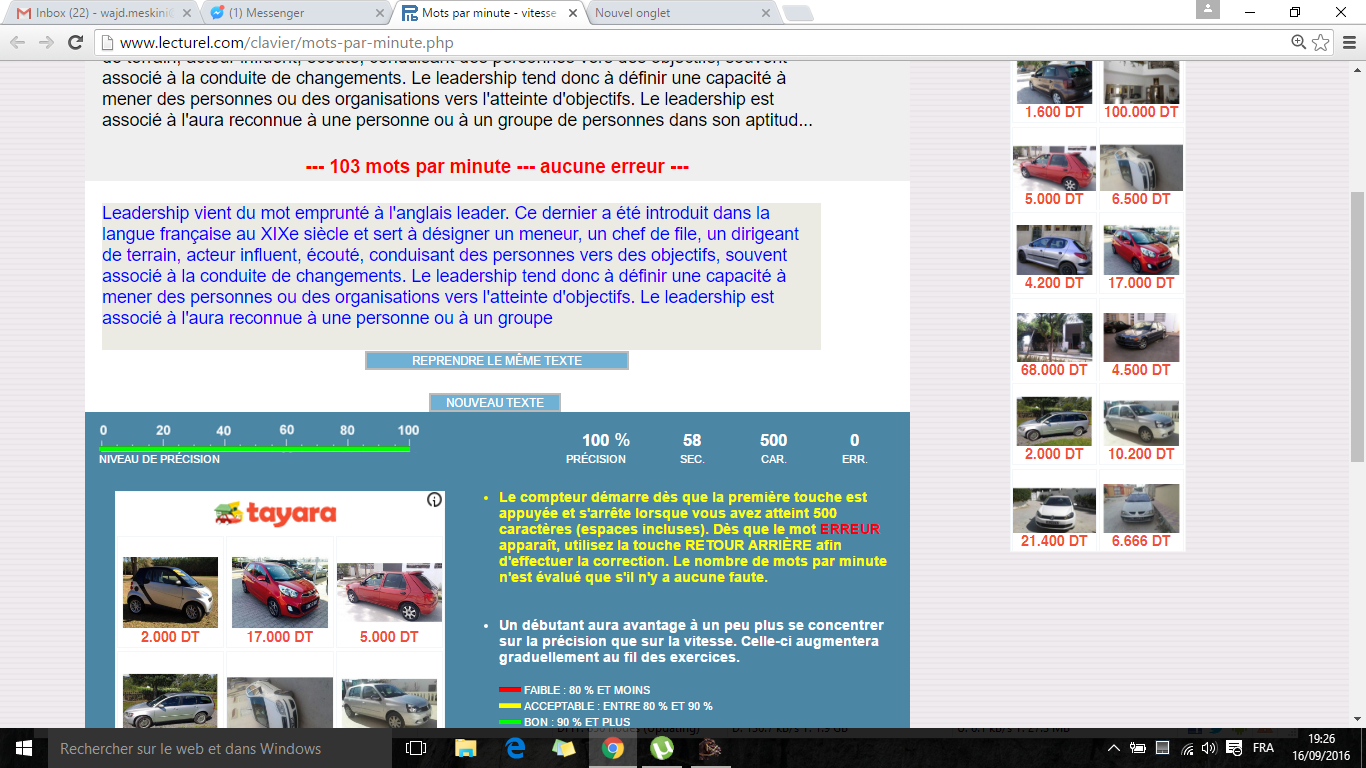 Inbox (22) - wajd.meskini@
(1) Messenger
Mots par minute - vitesse
Nouvel onglet
www.lecturel.com/clavier/mots-par-minute.php
de terrain, acteur influent, écouté, conduisant des personnes vers des objectifs, souvent
associé à la conduite de changements. Le leadership tend donc à définir une capacité à
mener des personnes ou des organisations vers l'atteinte d'objectifs. Le leadership est
associé à l'aura reconnue à une personne ou à un groupe de personnes dans son aptitud...
--- 103 mots par minute --- aucune erreur ---
Leadership vient du mot emprunté à l'anglais leader. Ce dernier a été introduit dans la
langue française au XIXe siècle et sert à désigner un meneur, un chef de file, un dirigeant
de terrain, acteur influent, écouté, conduisant des personnes vers des objectifs, souvent
associé à la conduite de changements. Le leadership tend donc à définir une capacité à
mener des personnes ou des organisations vers l'atteinte d'objectifs. Le leadership est
associé à l'aura reconnue à une personne ou à un groupe
REPRENDRE LE MÊME TEXTE
NOUVEAU TEXTE
0 20 40 60 80 100
NIVEAU DE PRÉCISION
100 % 58 500 0
PRÉCISION SEC. CAR. ERR.
tayara
2.000 DT 17.000 DT 5.000 DT
Le compteur démarre dès que la première touche est
appuyée et s'arrête lorsque vous avez atteint 500
caractères (espaces incluses). Dès que le mot ERREUR
apparaît, utilisez la touche RETOUR ARRIÈRE afin
d'effectuer la correction. Le nombre de mots par minute
n'est évalué que s'il n'y a aucune faute.
Un débutant aura avantage à un peu plus se concentrer
sur la précision que sur la vitesse. Celle-ci augmentera
graduellement au fil des exercices.
FAIBLE : 80 % ET MOINS
ACCEPTABLE : ENTRE 80 % ET 90 %
BON : 90 % ET PLUS
1.600 DT 100.000 DT
5.000 DT 6.500 DT
4.200 DT 17.000 DT
68.000 DT 4.500 DT
2.000 DT 10.200 DT
21.400 DT 6.666 DT
Rechercher sur le web et dans Windows
FRA
19:26
16/09/2016